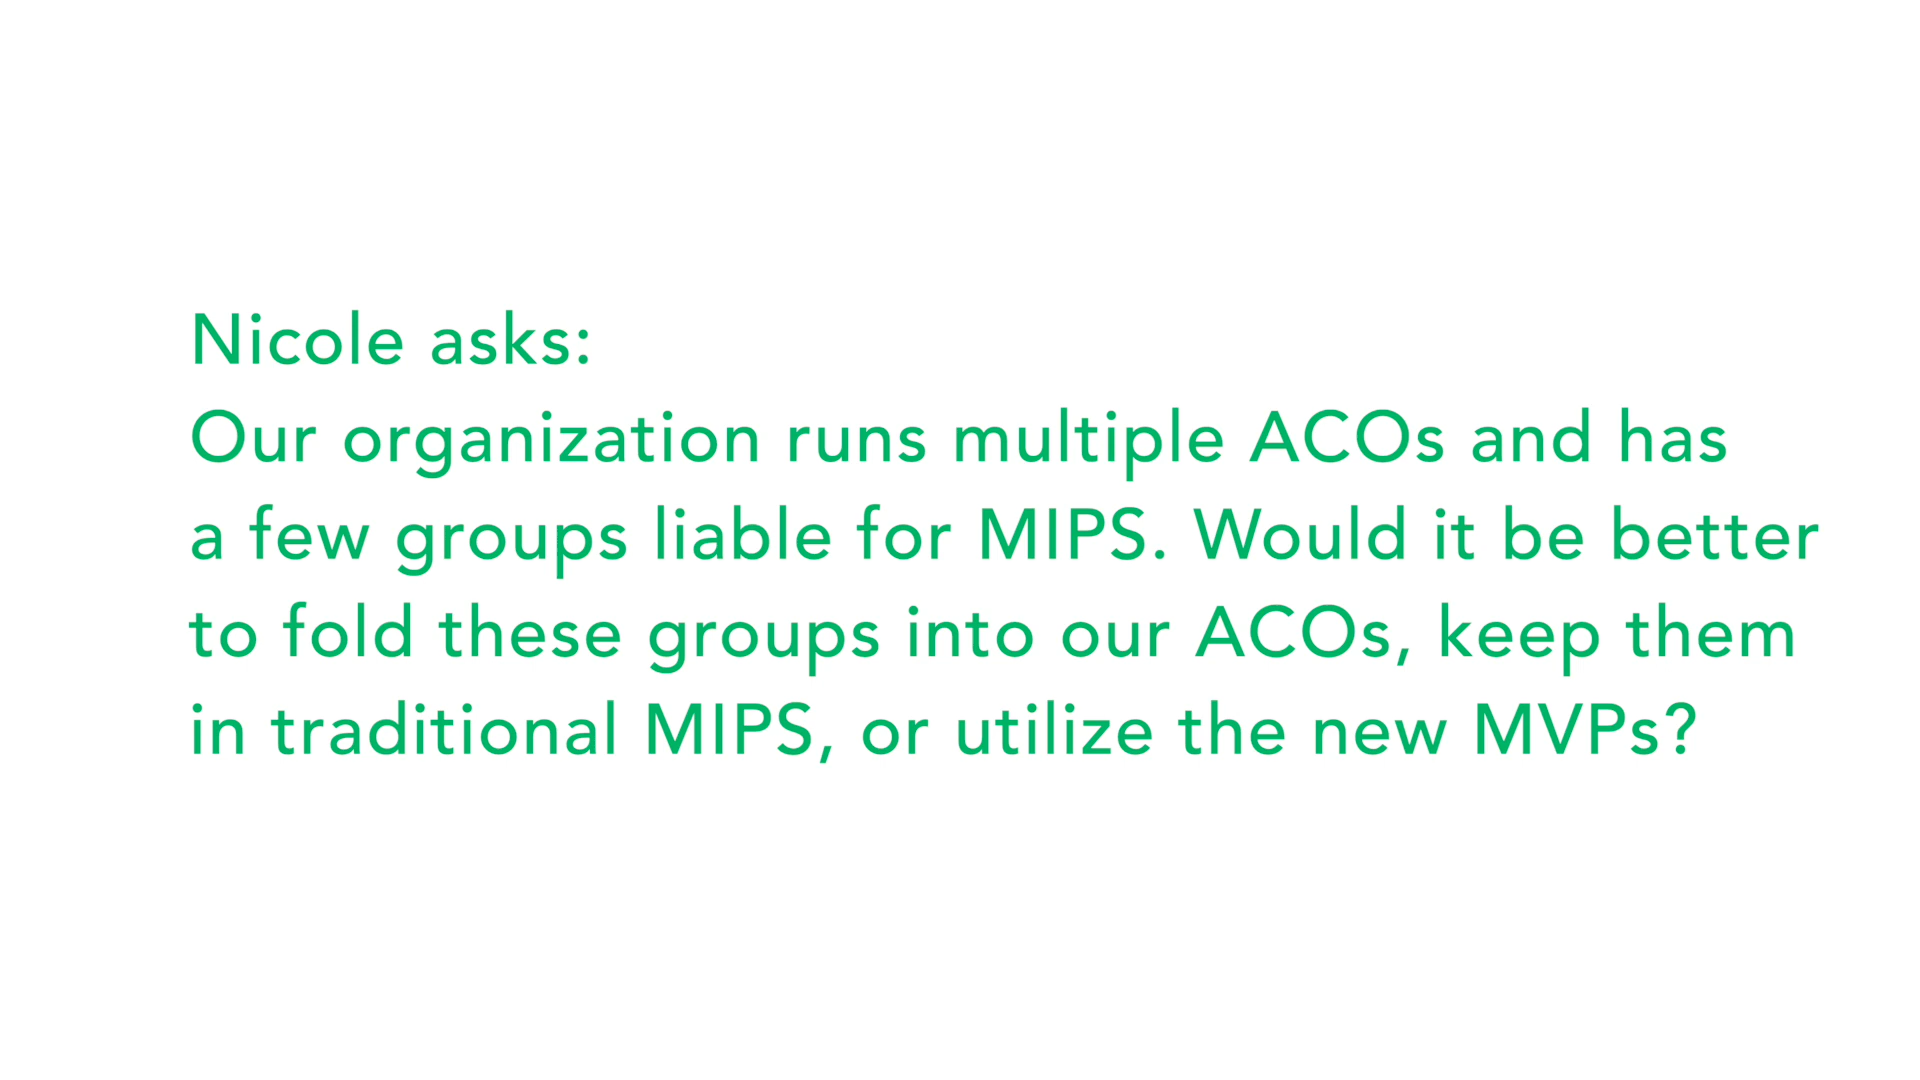 Nicole asks:
Our organization runs multiple ACOs and has
a few groups liable for MIPS. Would it be better
to fold these groups into our ACOs, keep them
in traditional MIPS, or utilize the new MVPs?